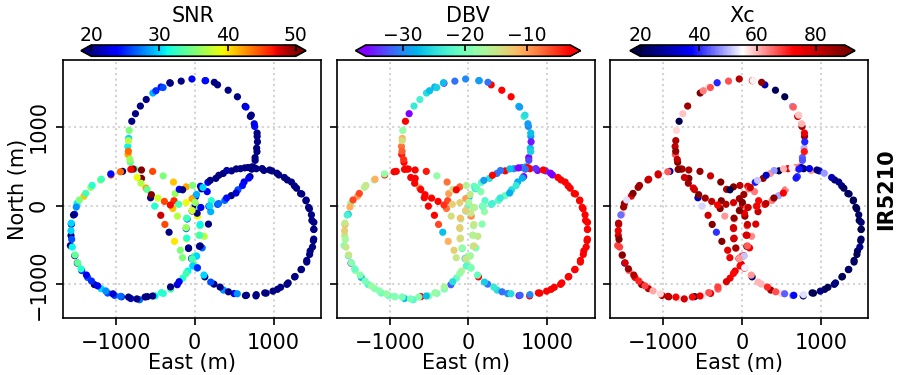 SNR DBV Xc
20 30 40 50 −30 −20 −10 20 40 60 80
North (m)
1000
0
−1000
−1000 0 1000 −1000 0 1000 −1000 0 1000
East (m) East (m) East (m)
IR5210